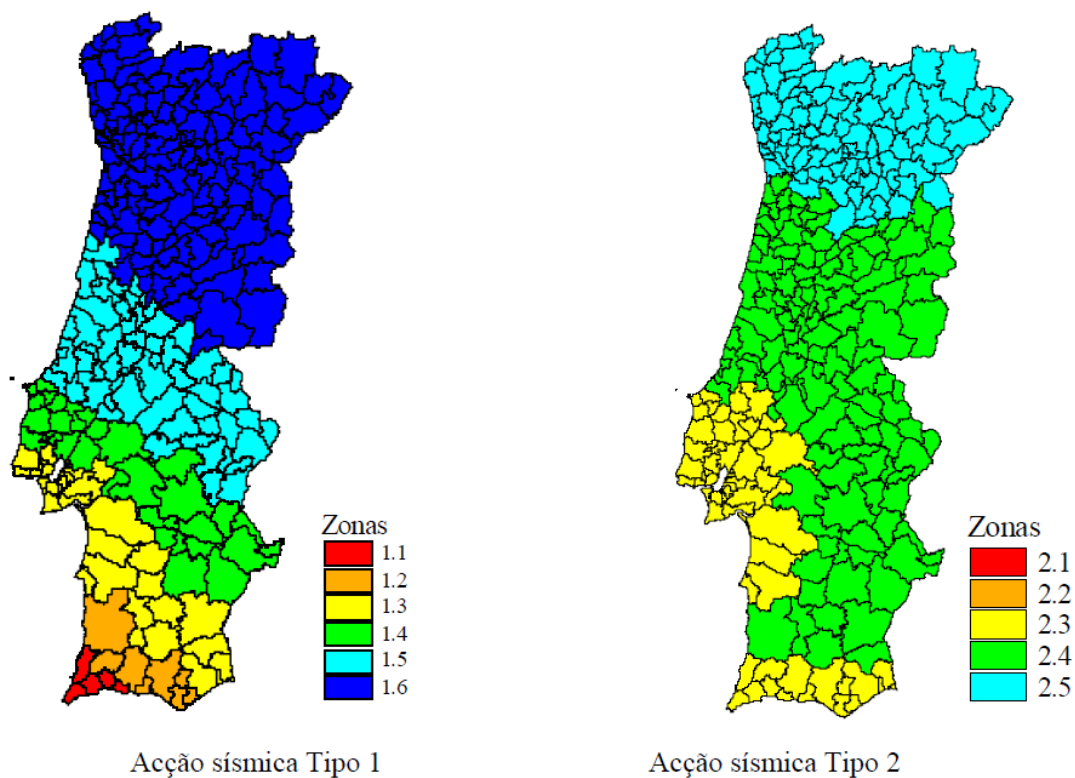 Zonas
1.1
1.2
1.3
1.4
1.5
1.6
Acção sísmica Tipo 1
Zonas
2.1
2.2
2.3
2.4
2.5
Acção sísmica Tipo 2